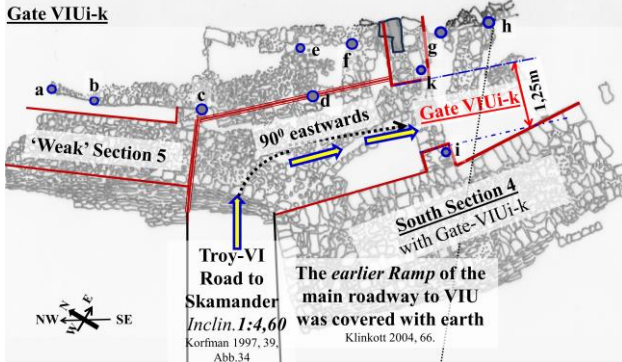 Gate VIUi-k
a
b
c
d
e
f
g
h
k
i
90⁰ eastwards
Gate VIUi-k
1,25m
'Weak' Section 5
South Section 4
with Gate-VIUi-k
Troy-VI
Road to
Skamander
Inclin.1:4,60
Korfman 1997, 39,
Abb.34
The earlier Ramp of the
main roadway to VIU
was covered with earth
Klinkott 2004, 66.
N
E
W
NW
SE